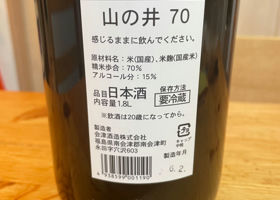 山の井 70
感じるままに飲んでください。
原材料名：米(国産)、米麹(国産米)
精米歩合：70％
アルコール分：15％
品目 日本酒
内容量1.8L
保存方法
要冷蔵
※飲酒は20歳になってから。
製造者
会津酒造株式会社
福島県南会津郡南会津町
永田字穴沢603
製造年月
6.2.
4 938599 001190